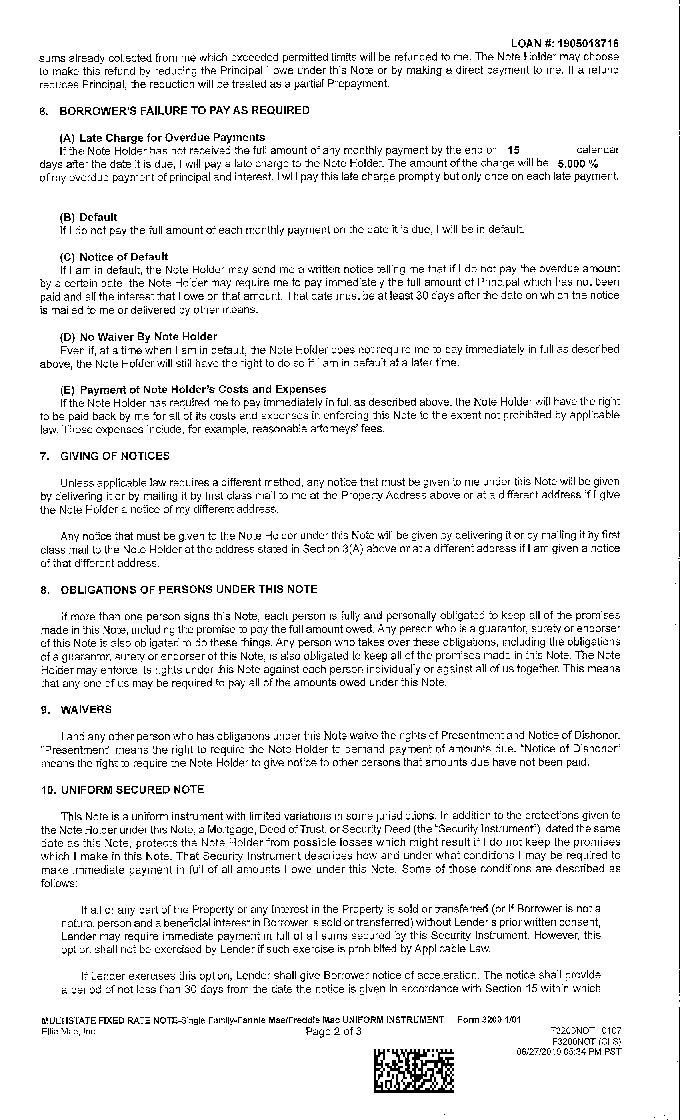 LOAN #: 1905018716
sums already collected from me which exceeded permitted limits will be refunded to me. The Note Holder may choose
to make this refund by reducing the Principal I owe under this Note or by making a direct payment to me. If a refund
reduces Principal, the reduction will be treated as a partial Prepayment.
6. BORROWER'S FAILURE TO PAY AS REQUIRED
(A) Late Charge for Overdue Payments
If the Note Holder has not received the full amount of any monthly payment by the end of 15 calendar
days after the date it is due, I will pay a late charge to the Note Holder. The amount of the charge will be 5.000 %
of my overdue payment of principal and interest. I will pay this late charge promptly but only once on each late payment.
(B) Default
If I do not pay the full amount of each monthly payment on the date it is due, I will be in default.
(C) Notice of Default
If I am in default, the Note Holder may send me a written notice telling me that if I do not pay the overdue amount
by a certain date, the Note Holder may require me to pay immediately the full amount of Principal which has not been
paid and all the interest that I owe on that amount. That date must be at least 30 days after the date on which the notice
is mailed to me or delivered by other means.
(D) No Waiver By Note Holder
Even if, at a time when I am in default, the Note Holder does not require me to pay immediately in full as described
above, the Note Holder will still have the right to do so if I am in default at a later time.
(E) Payment of Note Holder's Costs and Expenses
If the Note Holder has required me to pay immediately in full as described above, the Note Holder will have the right
to be paid back by me for all of its costs and expenses in enforcing this Note to the extent not prohibited by applicable
law. Those expenses include, for example, reasonable attorneys' fees.
7. GIVING OF NOTICES
Unless applicable law requires a different method, any notice that must be given to me under this Note will be given
by delivering it or by mailing it by first class mail to me at the Property Address above or at a different address if I give
the Note Holder a notice of my different address.
Any notice that must be given to the Note Holder under this Note will be given by delivering it or by mailing it by first
class mail to the Note Holder at the address stated in Section 3(A) above or at a different address if I am given a notice
of that different address.
8. OBLIGATIONS OF PERSONS UNDER THIS NOTE
If more than one person signs this Note, each person is fully and personally obligated to keep all of the promises
made in this Note, including the promise to pay the full amount owed. Any person who is a guarantor, surety or endorser
of this Note is also obligated to do these things. Any person who takes over these obligations, including the obligations
of a guarantor, surety or endorser of this Note, is also obligated to keep all of the promises made in this Note. The Note
Holder may enforce its rights under this Note against each person individually or against all of us together. This means
that any one of us may be required to pay all of the amounts owed under this Note.
9. WAIVERS
I and any other person who has obligations under this Note waive the rights of Presentment and Notice of Dishonor.
"Presentment" means the right to require the Note Holder to demand payment of amounts due. "Notice of Dishonor"
means the right to require the Note Holder to give notice to other persons that amounts due have not been paid.
10. UNIFORM SECURED NOTE
This Note is a uniform instrument with limited variations in some jurisdictions. In addition to the protections given to
the Note Holder under this Note, a Mortgage, Deed of Trust, or Security Deed (the "Security Instrument"), dated the same
date as this Note, protects the Note Holder from possible losses which might result if I do not keep the promises
which I make in this Note. That Security Instrument describes how and under what conditions I may be required to
make immediate payment in full of all amounts I owe under this Note. Some of those conditions are described as
follows:
If all or any part of the Property or any Interest in the Property is sold or transferred (or if Borrower is not a
natural person and a beneficial interest in Borrower is sold or transferred) without Lender's prior written consent,
Lender may require immediate payment in full of all sums secured by this Security Instrument. However, this
option shall not be exercised by Lender if such exercise is prohibited by Applicable Law.
If Lender exercises this option, Lender shall give Borrower notice of acceleration. The notice shall provide
a period of not less than 30 days from the date the notice is given in accordance with Section 15 within which
MULTISTATE FIXED RATE NOTE-Single Family-Fannie Mae/Freddie Mac UNIFORM INSTRUMENT Form 3200 1/01
Ellie Mae, Inc. Page 2 of 3 F3200NOT 0107
F3200NOT (CLS)
06/27/2019 05:34 PM PST